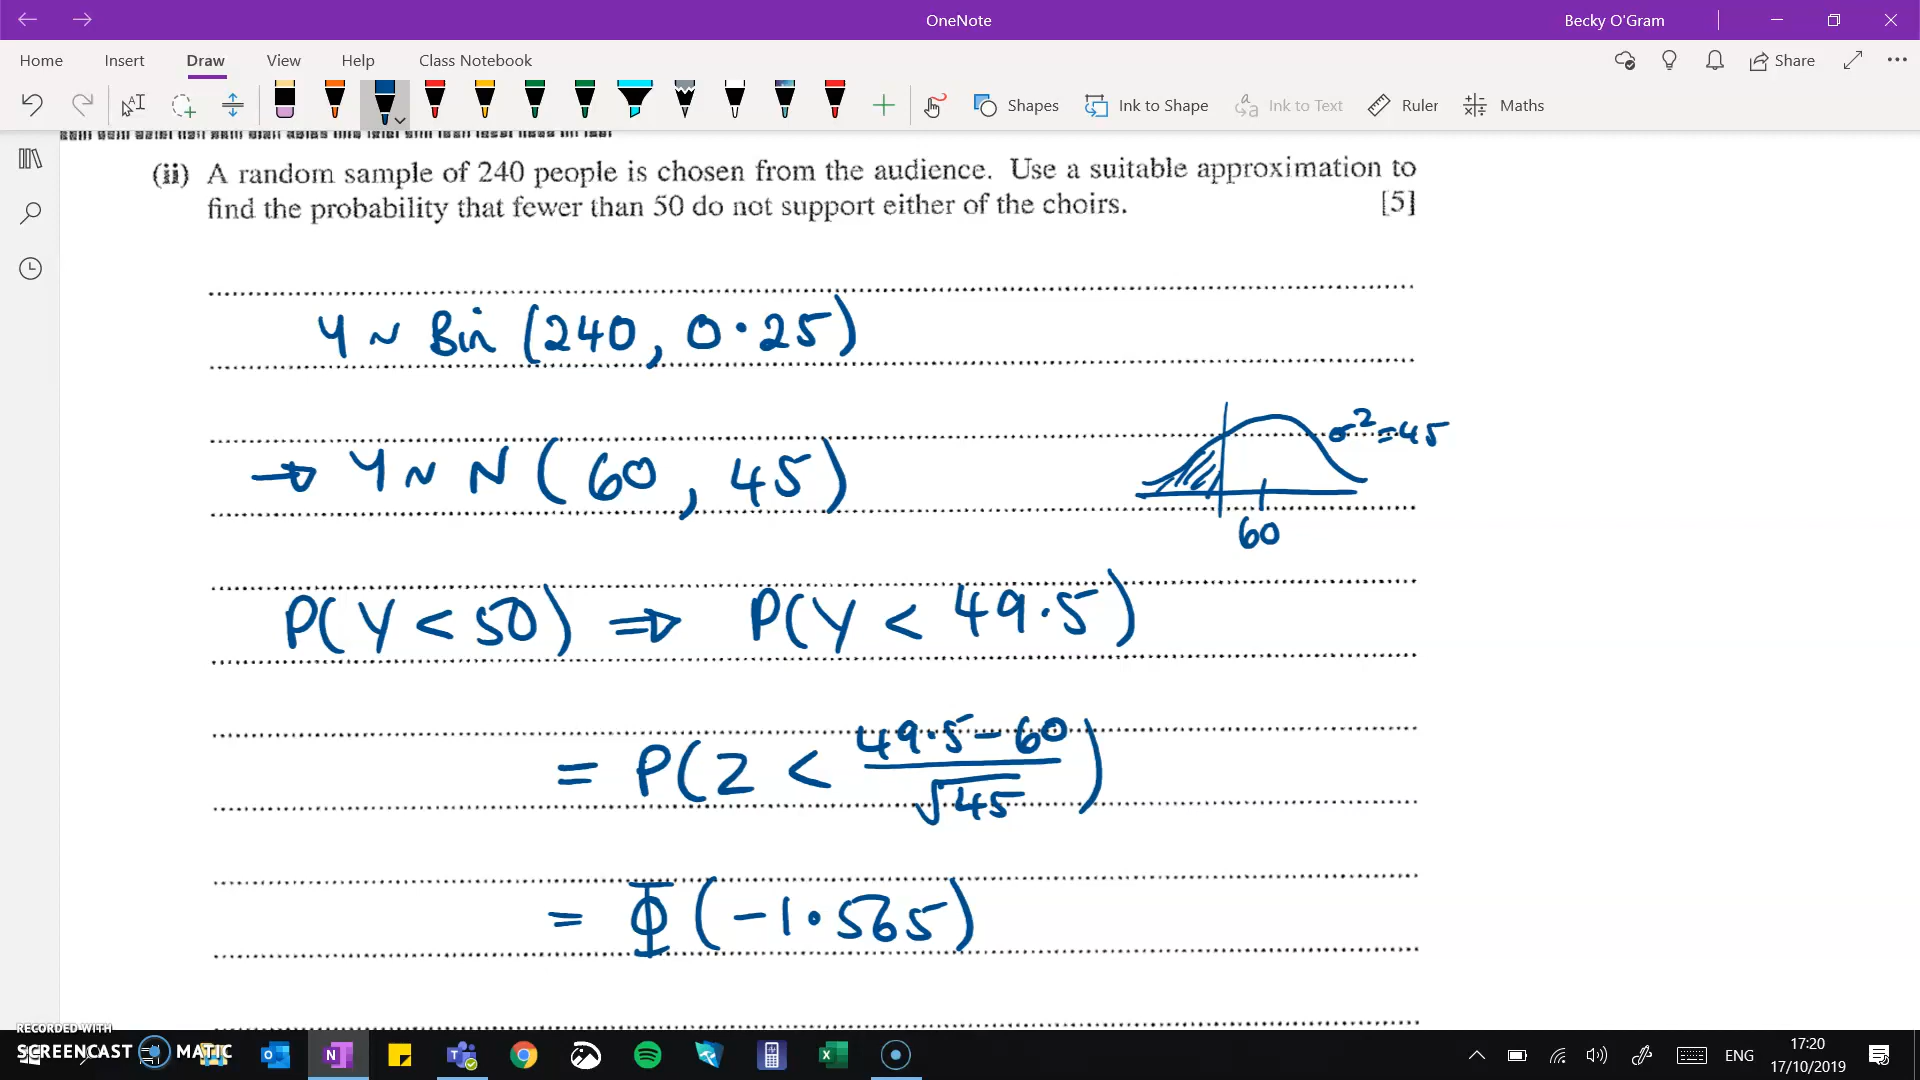 OneNote
Becky O'Gram
Home Insert Draw View Help Class Notebook Share
Shapes Ink to Shape Ink to Text Ruler Maths
(ii) A random sample of 240 people is chosen from the audience. Use a suitable approximation to
find the probability that fewer than 50 do not support either of the choirs. [5]
Y ~ Bin (240, 0·25)
σ²=45
→ Y ~ N (60, 45)
60
P(Y < 50) ⇒ P(Y < 49·5)
= P(Z < (49·5-60)/√45)
= Φ(-1·565)
RECORDED WITH
SCREENCAST MATIC
ENG
17:20
17/10/2019